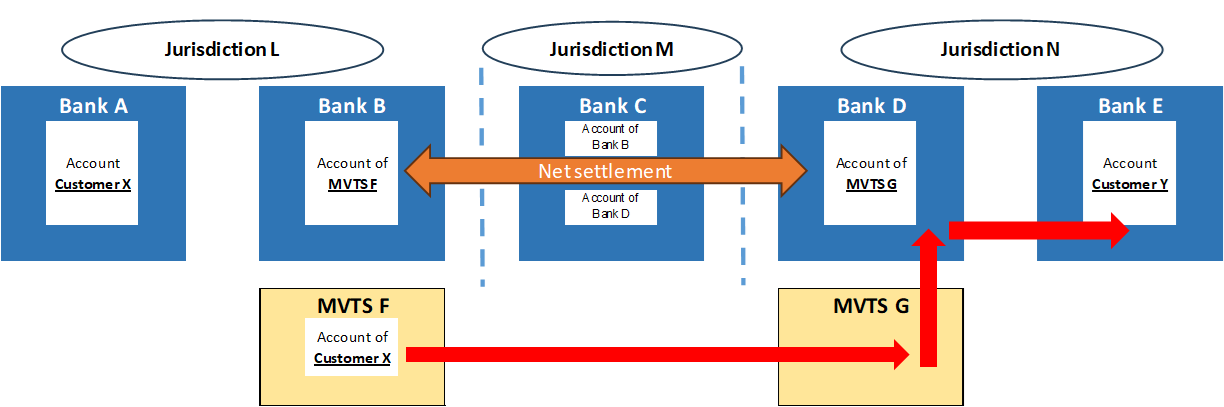 Jurisdiction L
Jurisdiction M
Jurisdiction N
Bank A
Account
Customer X
Bank B
Account of
MVTS F
Bank C
Account of
Bank B
Net settlement
Account of
Bank D
Bank D
Account of
MVTS G
Bank E
Account
Customer Y
MVTS F
Account of
Customer X
MVTS G